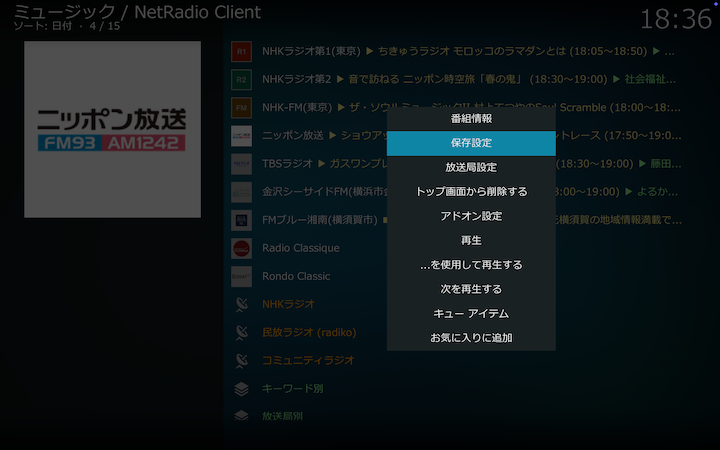 ミュージック / NetRadio Client
ソート: 日付 · 4 / 15
18:36
ニッポン放送
FM93 AM1242
R1 NHKラジオ第1(東京) ▶ ちきゅうラジオ モロッコのラマダンとは (18:05～18:50) ▶ ...
R2 NHKラジオ第2 ▶ 音で訪ねる ニッポン時空旅「春の鬼」 (18:30～19:00) ▶ 社会福祉...
FM NHK-FM(東京) ▶ ザ・ソウルミュージックII Scramble (18:00～18:...
ニッポン放送 ▶ ショウアッ トレース (17:50～19:0...
TBSラジオ ▶ ガスワンプレ (18:30～19:00) ▶ 藤田...
金沢シーサイドFM(横浜市金 ～19:00) ▶ よるか...
FMブルー湘南(横須賀市) 横須賀の地域情報満載で...
Radio Classique
Rondo Classic
NHKラジオ
民放ラジオ (radiko)
コミュニティラジオ
キーワード別
放送局別
番組情報
保存設定
放送局設定
トップ画面から削除する
アドオン設定
再生
...を使用して再生する
次を再生する
キュー アイテム
お気に入りに追加